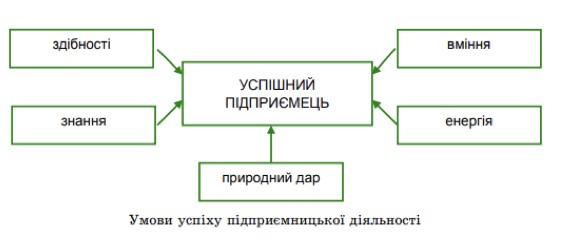 здібності
вміння
УСПІШНИЙ
ПІДПРИЄМЕЦЬ
знання
енергія
природний дар
Умови успіху підприємницької діяльності